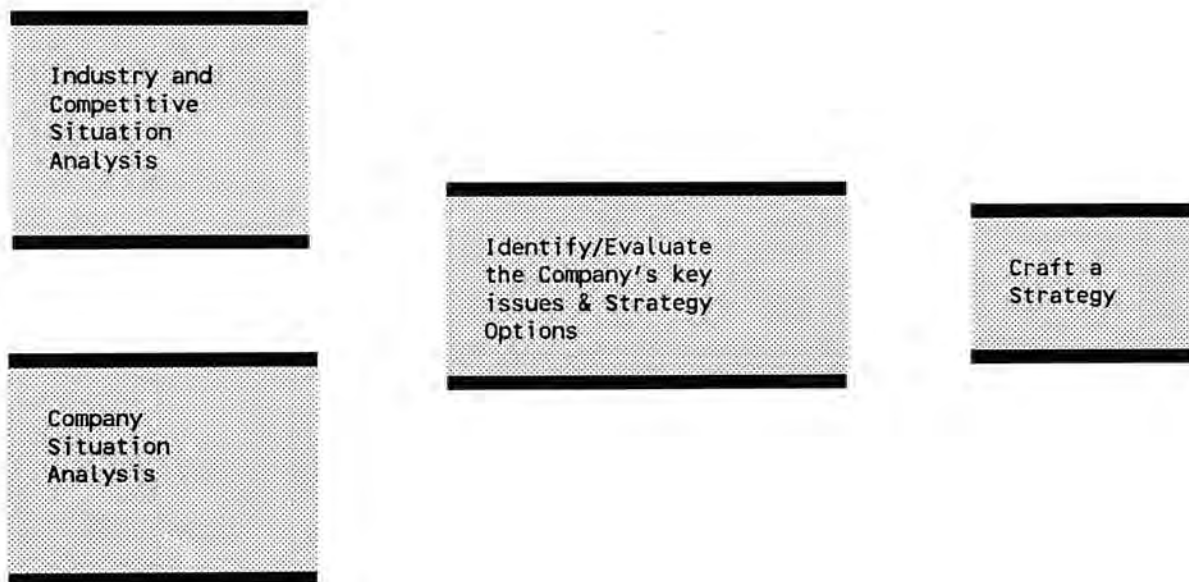 Industry and
Competitive
Situation
Analysis
Company
Situation
Analysis
Identify/Evaluate
the Company's key
issues & Strategy
Options
Craft a
Strategy